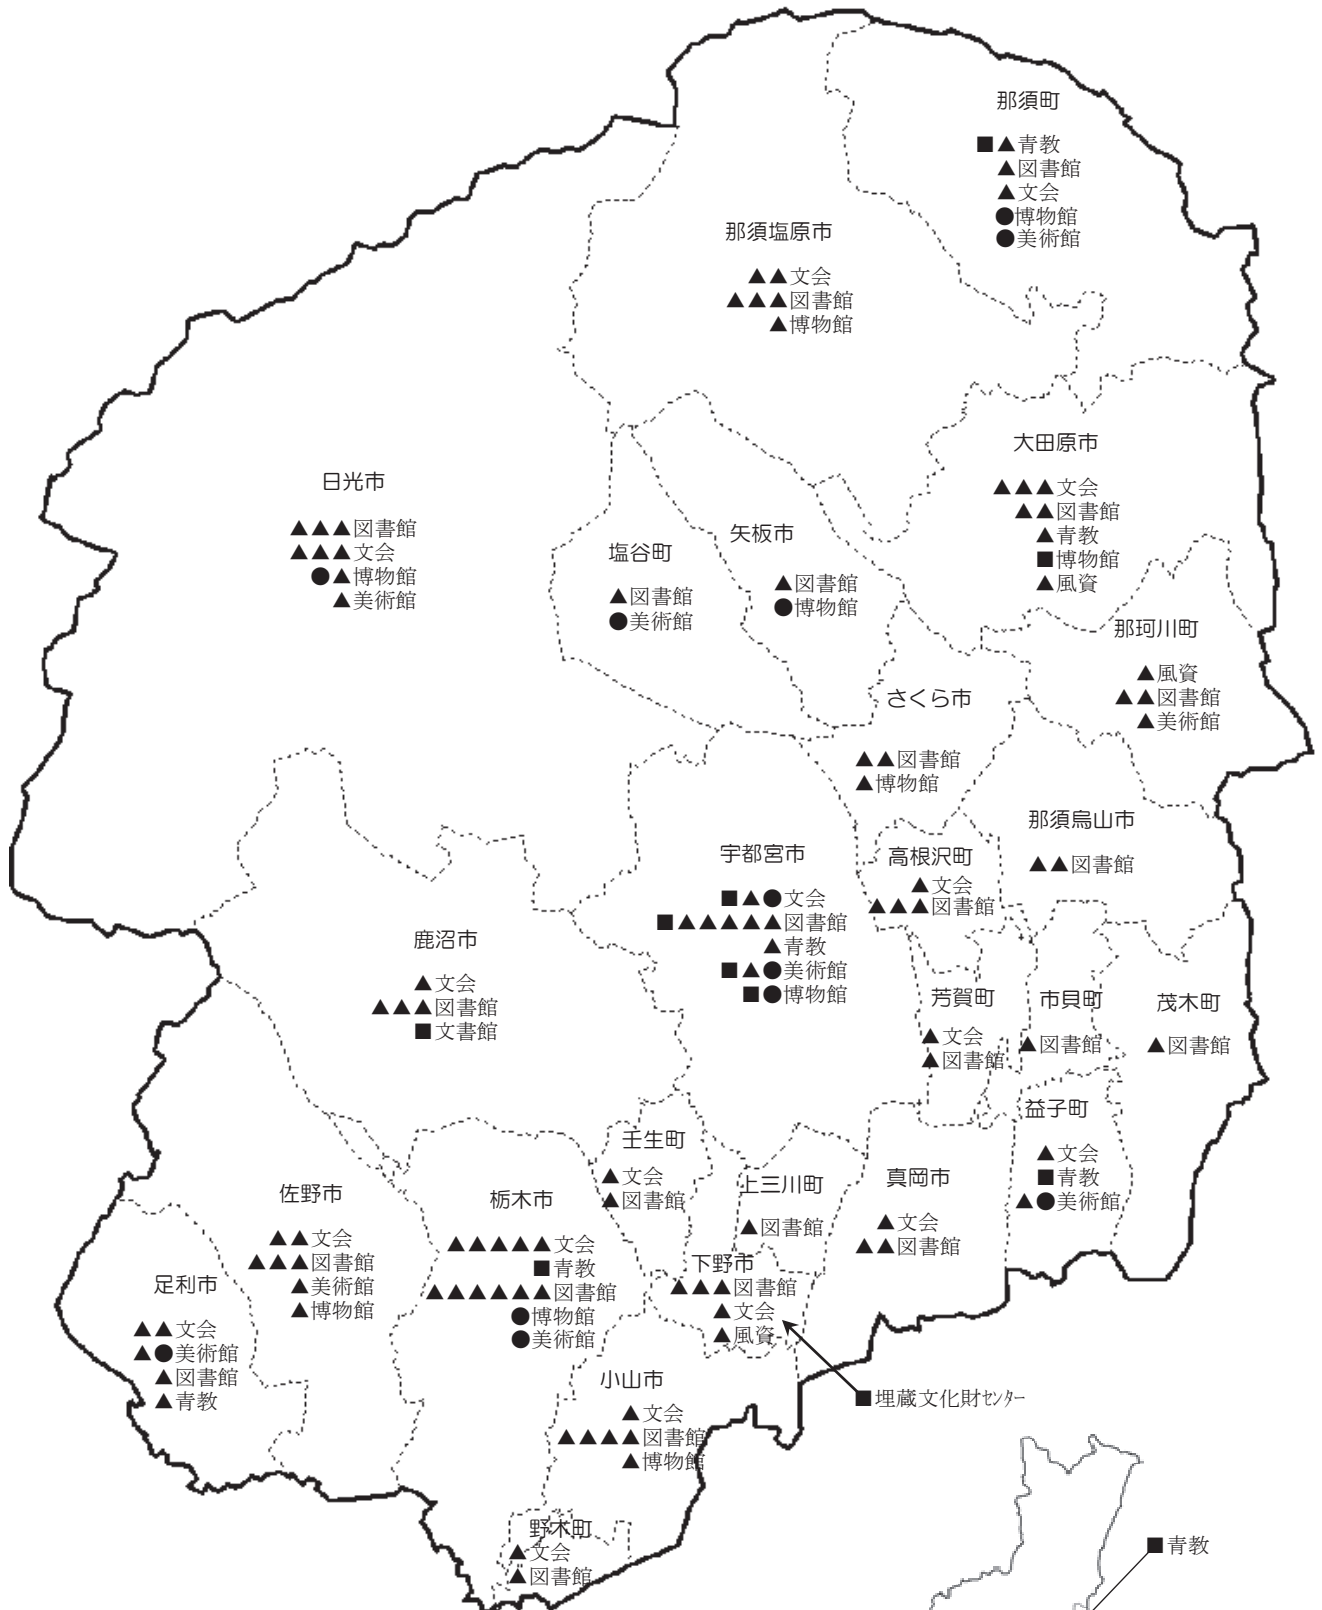 那須町
■▲青教
▲図書館
▲文会
●博物館
●美術館
那須塩原市
▲▲文会
▲▲▲図書館
▲博物館
大田原市
▲▲▲文会
▲▲図書館
▲青教
■博物館
▲風資
日光市
▲▲▲図書館
▲▲▲文会
●▲博物館
▲美術館
塩谷町
▲図書館
●美術館
矢板市
▲図書館
●博物館
那珂川町
▲風資
▲▲図書館
▲美術館
さくら市
▲▲図書館
▲博物館
那須烏山市
▲▲図書館
高根沢町
▲文会
▲▲▲図書館
宇都宮市
■▲●文会
■▲▲▲▲▲図書館
▲青教
■▲●美術館
■●博物館
鹿沼市
▲文会
▲▲▲図書館
■文書館
芳賀町
▲文会
▲図書館
市貝町
▲図書館
茂木町
▲図書館
益子町
▲文会
■青教
▲●美術館
壬生町
▲文会
▲図書館
上三川町
▲図書館
真岡市
▲文会
▲▲図書館
佐野市
▲▲文会
▲▲▲図書館
▲美術館
▲博物館
栃木市
▲▲▲▲▲文会
■青教
▲▲▲▲▲▲図書館
●博物館
●美術館
下野市
▲▲▲図書館
▲文会
▲風資
■埋蔵文化財センター
足利市
▲▲文会
▲●美術館
▲図書館
▲青教
小山市
▲文会
▲▲▲▲図書館
▲博物館
野木町
▲文会
▲図書館
■青教